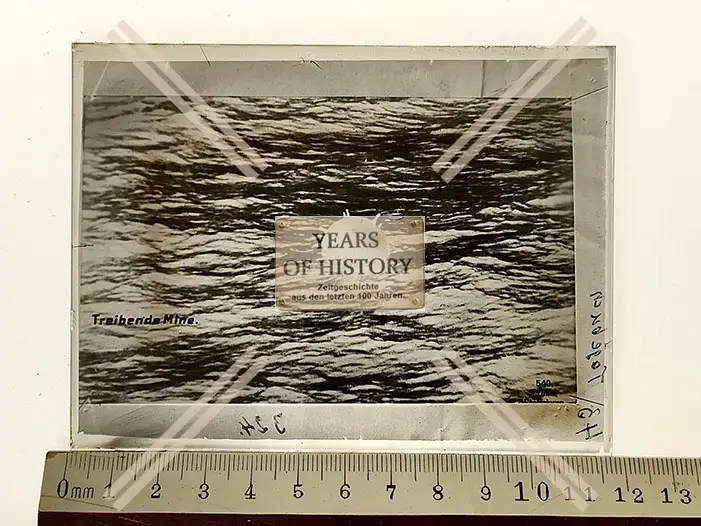 YEARS
OF HISTORY
Zeitgeschichte
aus den letzten 100 Jahren.
Treibende Mine.
540
334
0mm 1 2 3 4 5 6 7 8 9 10 11 12 13